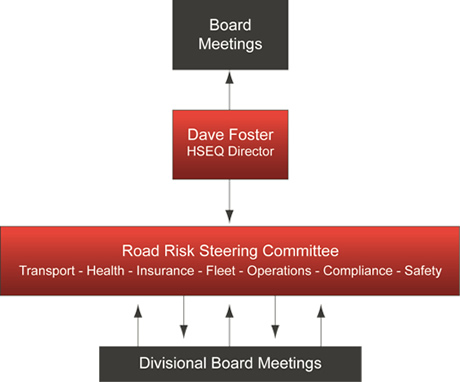 Board
Meetings
Dave Foster
HSEQ Director
Road Risk Steering Committee
Transport - Health - Insurance - Fleet - Operations - Compliance - Safety
Divisional Board Meetings